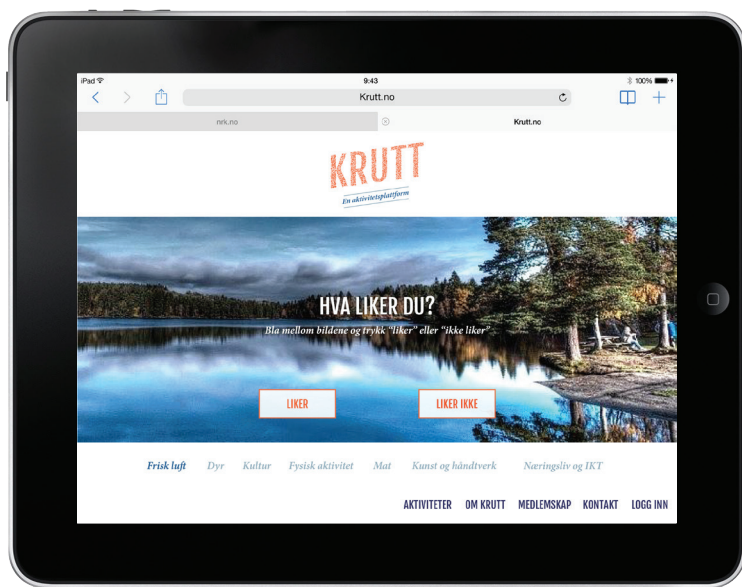 iPad 9:43 100%
Krutt.no
nrk.no Krutt.no
KRUTT
En aktivitetsplattform
HVA LIKER DU?
Bla mellom bildene og trykk “liker” eller “ikke liker”
LIKER LIKER IKKE
Frisk luft Dyr Kultur Fysisk aktivitet Mat Kunst og håndtverk Næringsliv og IKT
AKTIVITETER OM KRUTT MEDLEMSKAP KONTAKT LOGG INN